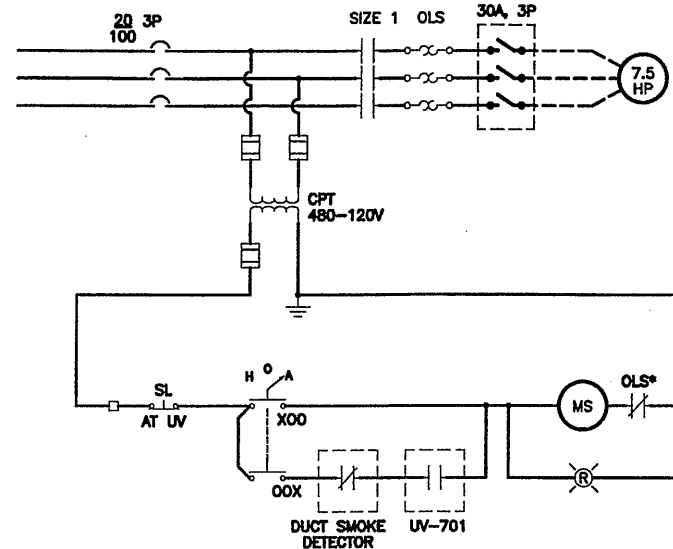 20 3P
100
SIZE 1 OLS
30A, 3P
7.5
HP
CPT
480-120V
H O A
SL
AT UV
XOO
MS
OLS*
OOX
R
DUCT SMOKE
DETECTOR
UV-701